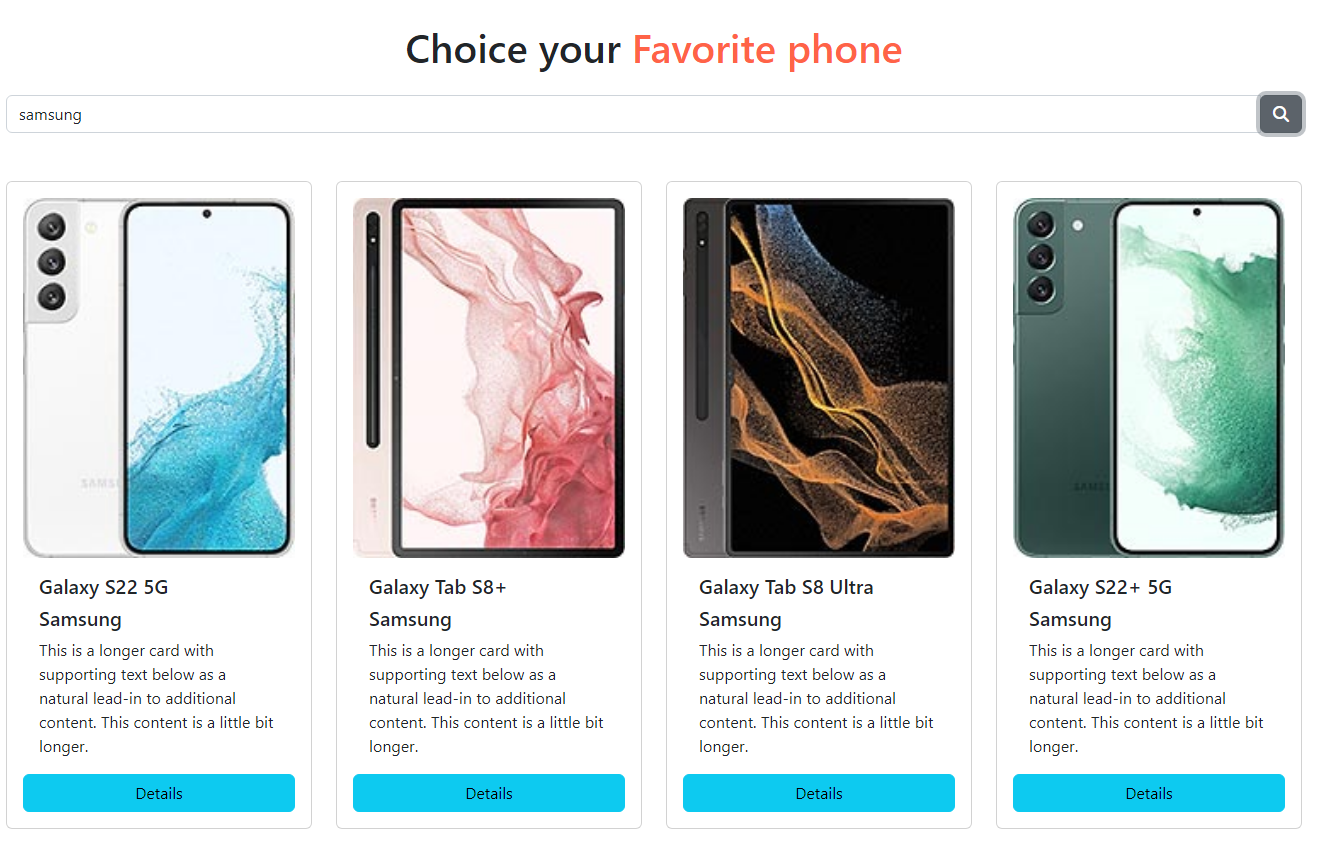 Choice your Favorite phone
samsung
Galaxy S22 5G
Samsung
This is a longer card with
supporting text below as a
natural lead-in to additional
content. This content is a little bit
longer.
Details
Galaxy Tab S8+
Samsung
This is a longer card with
supporting text below as a
natural lead-in to additional
content. This content is a little bit
longer.
Details
Galaxy Tab S8 Ultra
Samsung
This is a longer card with
supporting text below as a
natural lead-in to additional
content. This content is a little bit
longer.
Details
Galaxy S22+ 5G
Samsung
This is a longer card with
supporting text below as a
natural lead-in to additional
content. This content is a little bit
longer.
Details